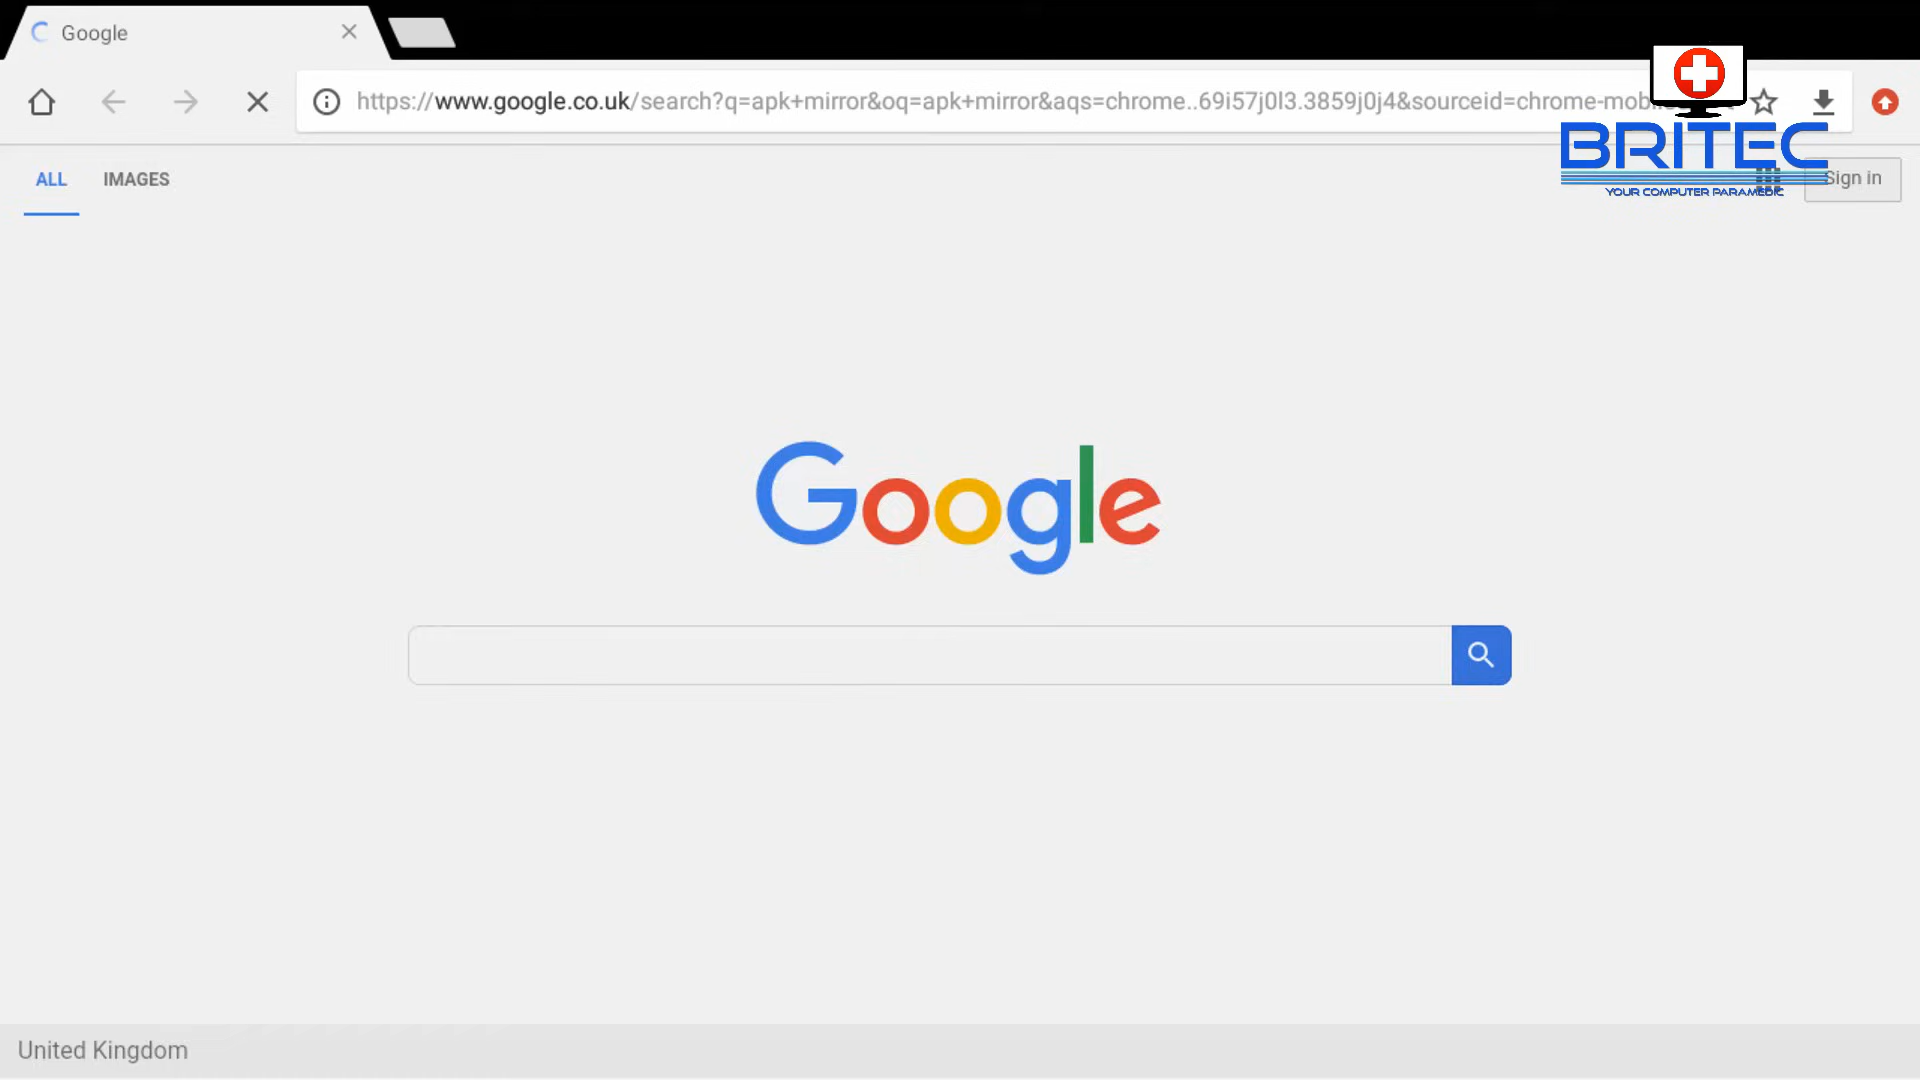 Google
https://www.google.co.uk/search?q=apk+mirror&oq=apk+mirror&aqs=chrome..69i57j0l3.3859j0j4&sourceid=chrome-mobi
BRITEC
YOUR COMPUTER PARAMEDIC
ALL IMAGES
Sign in
Google
United Kingdom